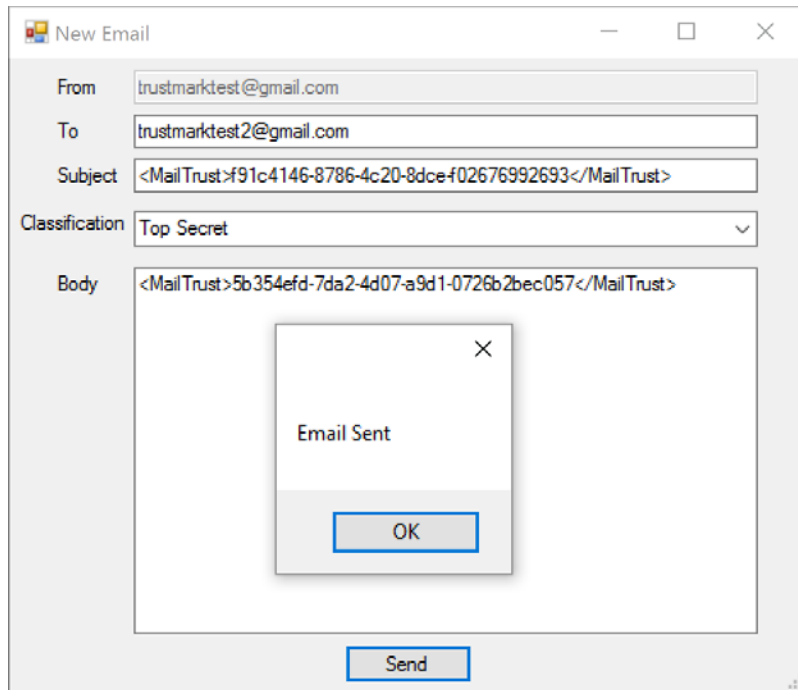 New Email
From trustmarktest@gmail.com
To trustmarktest2@gmail.com
Subject <MailTrust>f91c4146-8786-4c20-8dce-f02676992693</MailTrust>
Classification Top Secret
Body <MailTrust>5b354efd-7da2-4d07-a9d1-0726b2bec057</MailTrust>
Email Sent
OK
Send